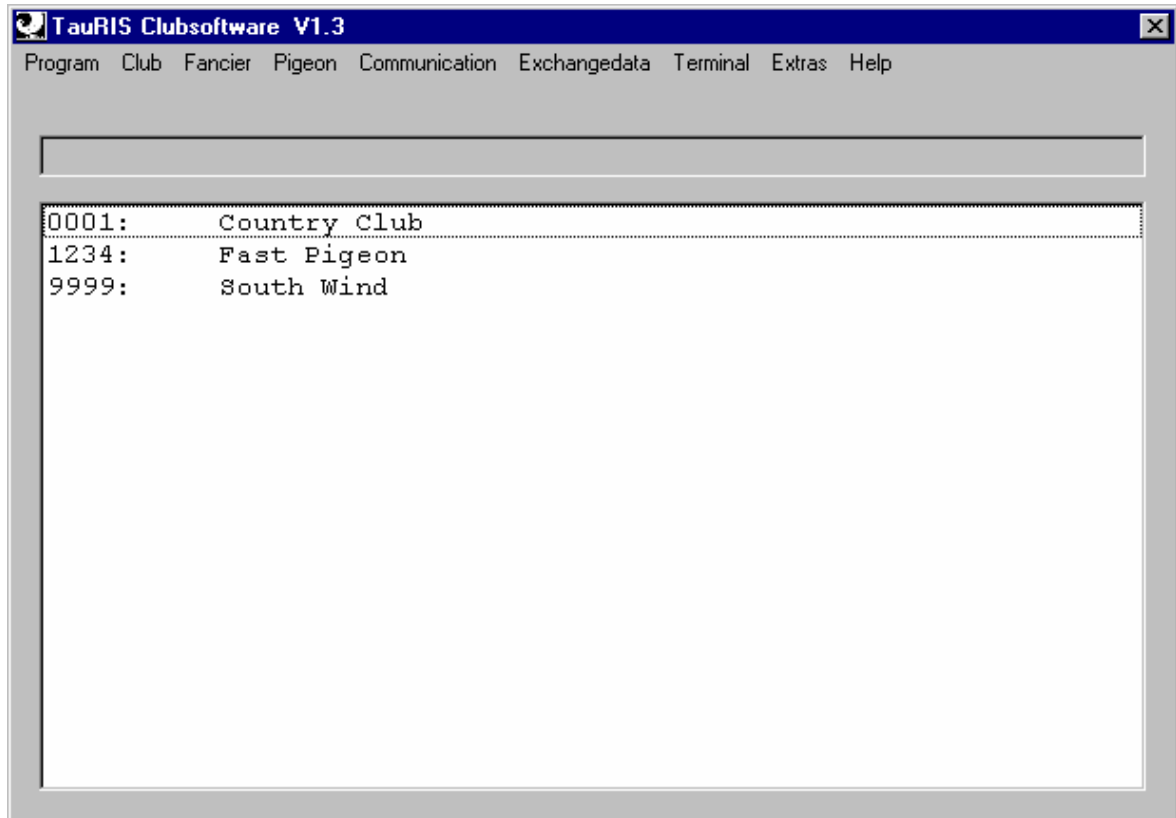 TauRIS Clubsoftware V1.3
Program Club Fancier Pigeon Communication Exchangedata Terminal Extras Help
0001: Country Club
1234: Fast Pigeon
9999: South Wind